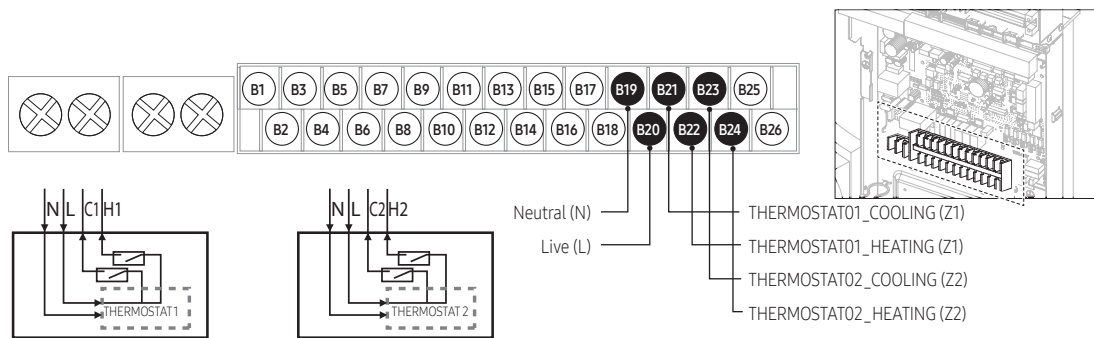 B1 B3 B5 B7 B9 B11 B13 B15 B17 B19 B21 B23 B25
B2 B4 B6 B8 B10 B12 B14 B16 B18 B20 B22 B24 B26
N L C1 H1
THERMOSTAT 1
N L C2 H2
THERMOSTAT 2
Neutral (N)
Live (L)
THERMOSTAT01_COOLING (Z1)
THERMOSTAT01_HEATING (Z1)
THERMOSTAT02_COOLING (Z2)
THERMOSTAT02_HEATING (Z2)